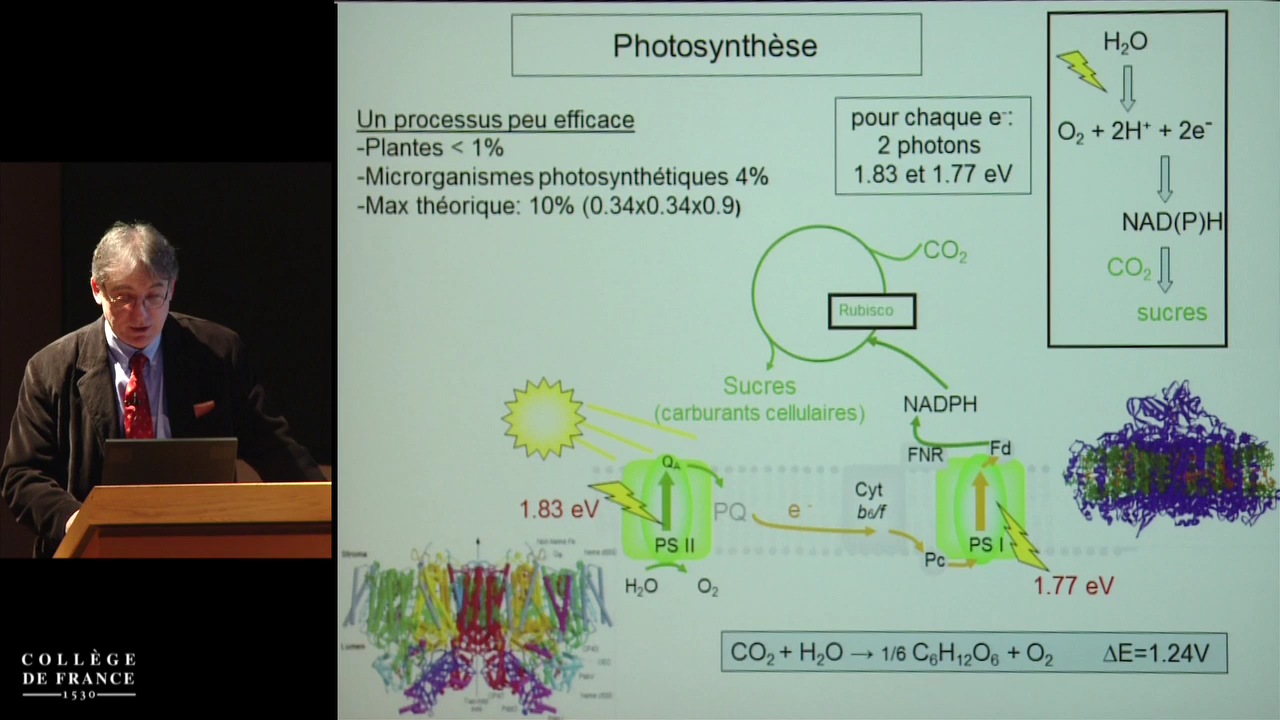 Photosynthèse
Un processus peu efficace
-Plantes < 1%
-Microrganismes photosynthétiques 4%
-Max théorique: 10% (0.34x0.34x0.9)
pour chaque e⁻:
2 photons
1.83 et 1.77 eV
H₂O
O₂ + 2H⁺ + 2e⁻
NAD(P)H
CO₂
sucres
CO₂
Rubisco
Sucres
(carburants cellulaires)
NADPH
FNR
Fd
Q_A
1.83 eV
PQ
e⁻
Cyt
b₆/f
PS II
PS I
Pc
H₂O
O₂
1.77 eV
Stroma
Lumen
CO₂ + H₂O → 1/6 C₆H₁₂O₆ + O₂ ΔE=1.24V
COLLÈGE
DE FRANCE
1530